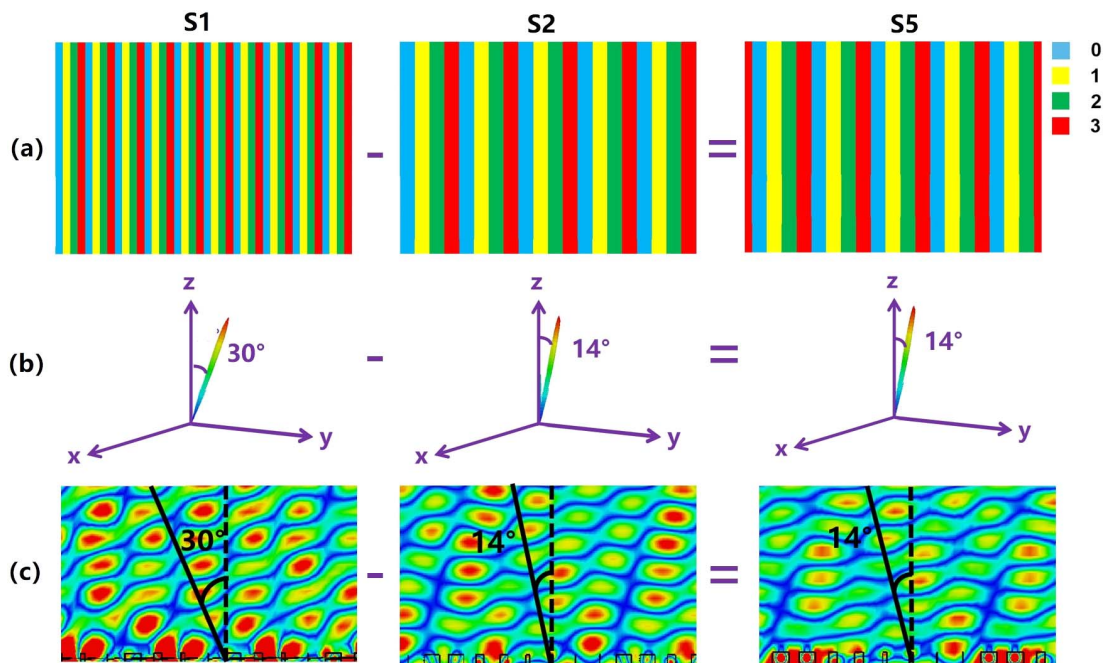 S1 S2 S5
0
1
2
3
(a) - =
(b) z 30° x y - z 14° x y = z 14° x y
(c) 30° - 14° = 14°